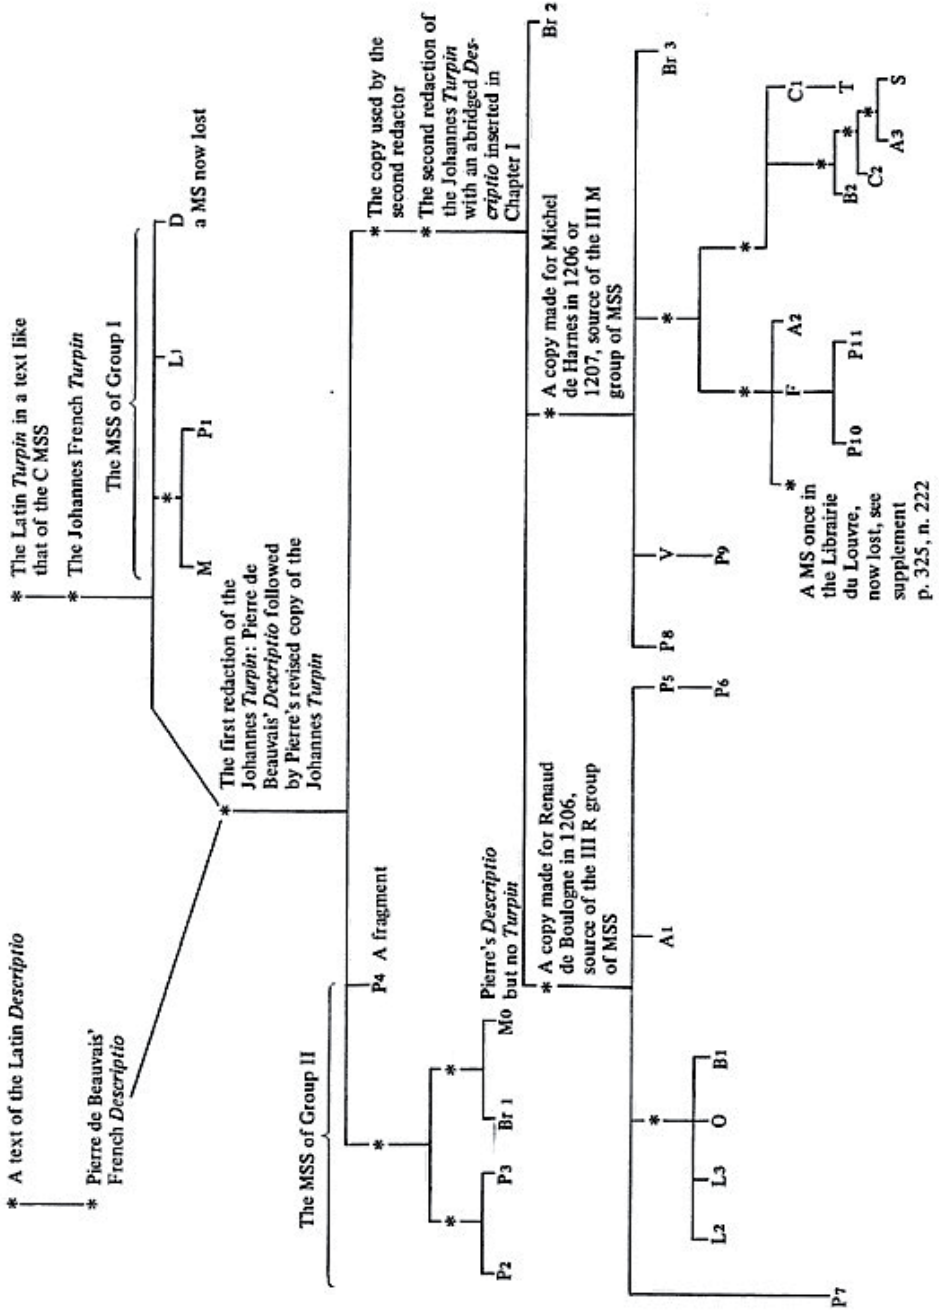 * A text of the Latin Descriptio
* Pierre de Beauvais'
French Descriptio
* The Latin Turpin in a text like
that of the C MSS
* The Johannes French Turpin
The MSS of Group I
M
*
P1
L1
D
a MS now lost
* The first redaction of the
Johannes Turpin: Pierre de
Beauvais' Descriptio followed
by Pierre's revised copy of the
Johannes Turpin
The MSS of Group II
P4 A fragment
*
*
P2
P3
*
Br 1
Mo
Pierre's Descriptio
but no Turpin
* The copy used by the
second redactor
* The second redaction of
the Johannes Turpin
with an abridged Des-
criptio inserted in
Chapter I
* A copy made for Renaud
de Boulogne in 1206,
source of the III R group
of MSS
* A copy made for Michel
de Harnes in 1206 or
1207, source of the III M
group of MSS
Br 2
P7
*
L2
L3
O
B1
A1
P5
P6
P8
V
P9
*
Br 3
*
*
*
A MS once in
the Librairie
du Louvre,
now lost, see
supplement
p. 325, n. 222
F
P10
P11
A2
*
B2
*
C2
*
A3
S
C1
T